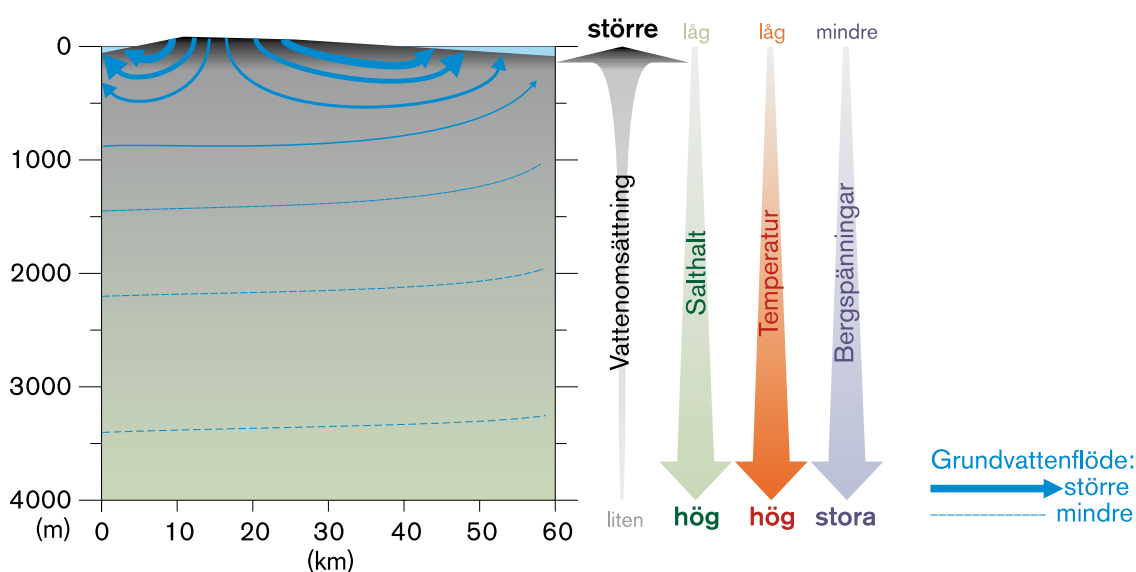 0
1000
2000
3000
4000
(m)
0 10 20 30 40 50 60
(km)
större låg låg mindre
Vattenomsättning
Salthalt
Temperatur
Bergspänningar
liten hög hög stora
Grundvattenflöde:
större
mindre